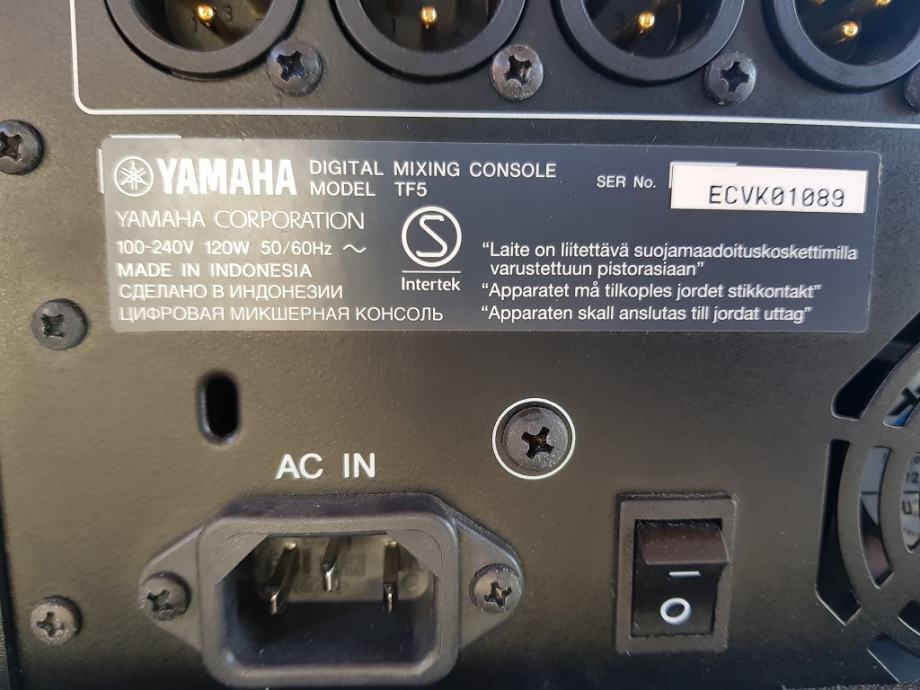 YAMAHA DIGITAL MIXING CONSOLE
MODEL TF5
SER No. ECVK01089
YAMAHA CORPORATION
100-240V 120W 50/60Hz ~
MADE IN INDONESIA
СДЕЛАНО В ИНДОНЕЗИИ
ЦИФРОВАЯ МИКШЕРНАЯ КОНСОЛЬ
S
Intertek
"Laite on liitettävä suojamaadoituskoskettimilla
varustettuun pistorasiaan"
"Apparatet må tilkoples jordet stikkontakt"
"Apparaten skall anslutas till jordat uttag"
AC IN